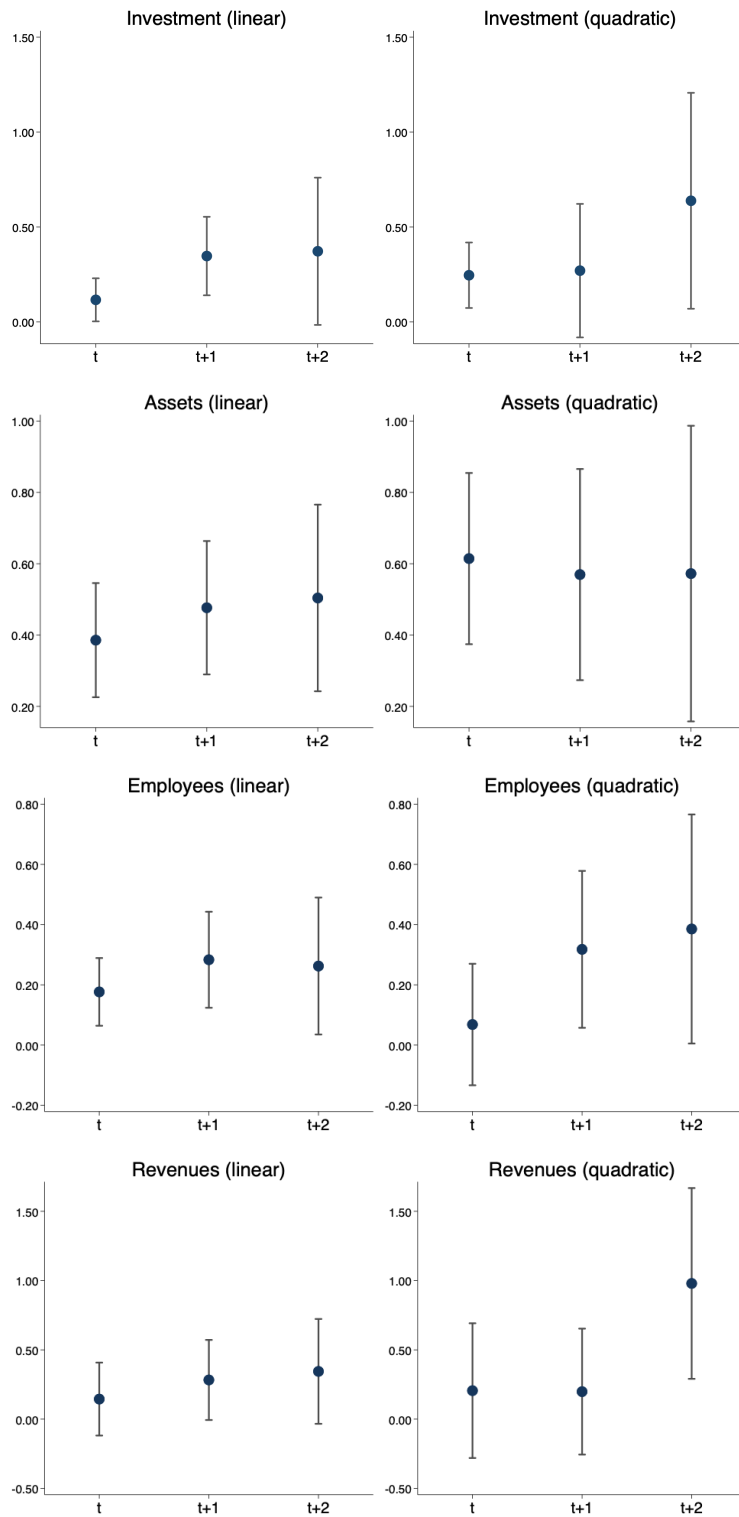 Investment (linear)
1.50
1.00
0.50
0.00
t t+1 t+2
Investment (quadratic)
1.50
1.00
0.50
0.00
t t+1 t+2
Assets (linear)
1.00
0.80
0.60
0.40
0.20
t t+1 t+2
Assets (quadratic)
1.00
0.80
0.60
0.40
0.20
t t+1 t+2
Employees (linear)
0.80
0.60
0.40
0.20
0.00
-0.20
t t+1 t+2
Employees (quadratic)
0.80
0.60
0.40
0.20
0.00
-0.20
t t+1 t+2
Revenues (linear)
1.50
1.00
0.50
0.00
-0.50
t t+1 t+2
Revenues (quadratic)
1.50
1.00
0.50
0.00
-0.50
t t+1 t+2